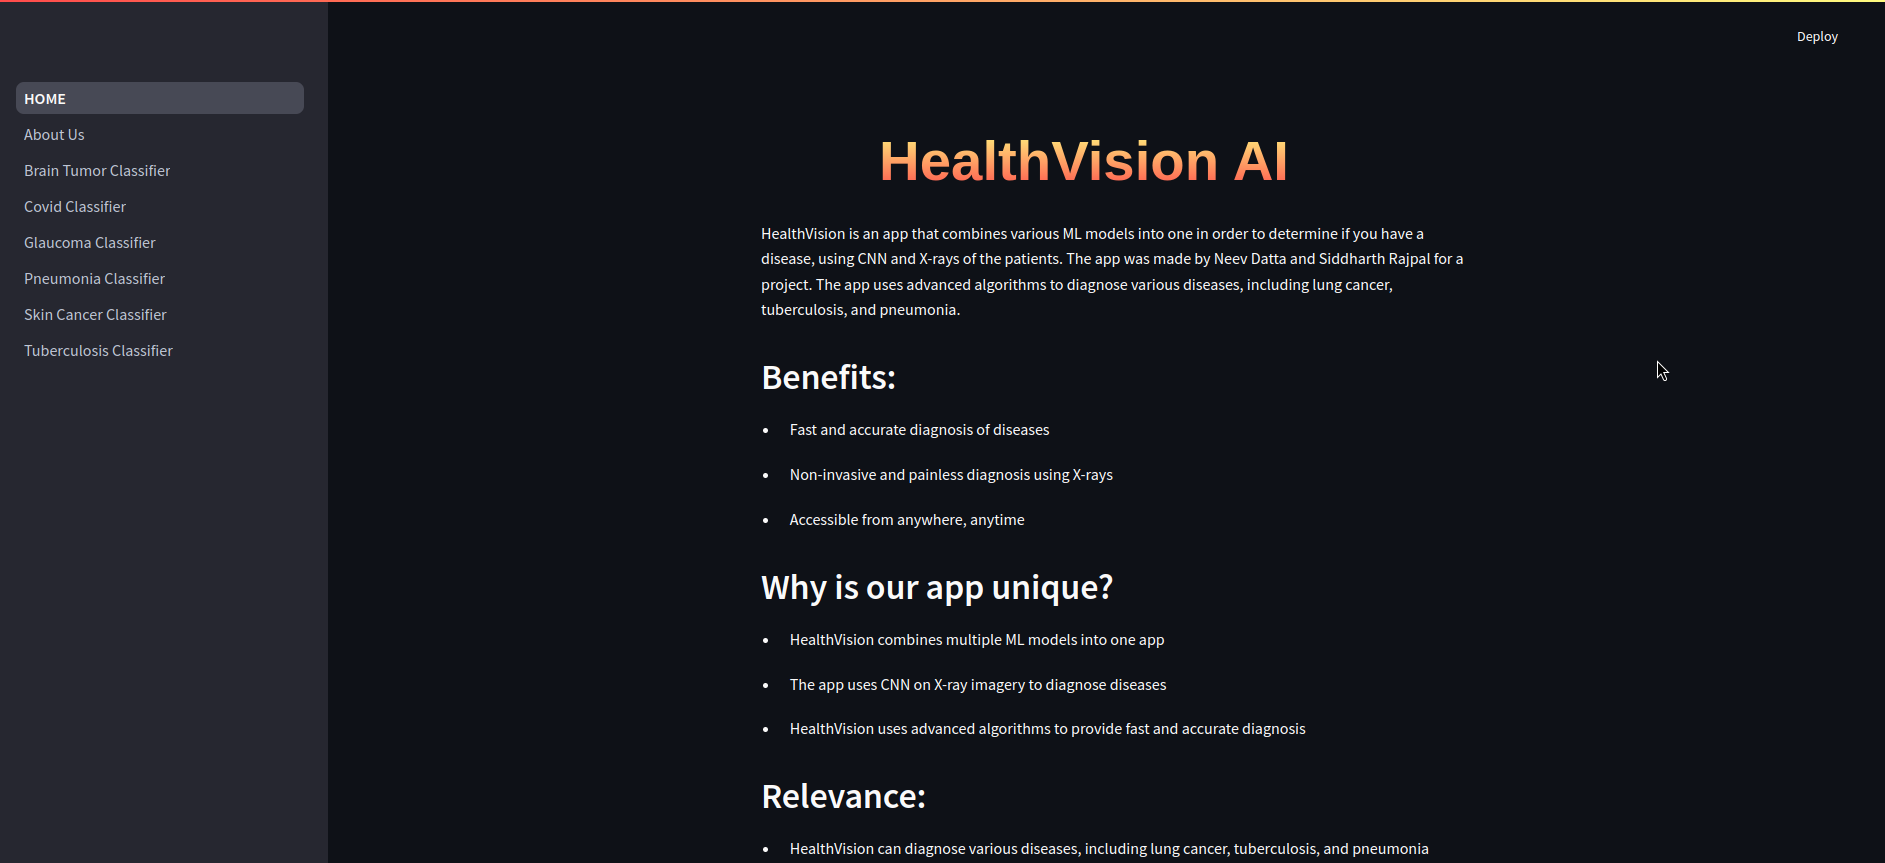 Deploy
HOME
About Us
Brain Tumor Classifier
Covid Classifier
Glaucoma Classifier
Pneumonia Classifier
Skin Cancer Classifier
Tuberculosis Classifier
HealthVision AI
HealthVision is an app that combines various ML models into one in order to determine if you have a
disease, using CNN and X-rays of the patients. The app was made by Neev Datta and Siddharth Rajpal for a
project. The app uses advanced algorithms to diagnose various diseases, including lung cancer,
tuberculosis, and pneumonia.
Benefits:
• Fast and accurate diagnosis of diseases
• Non-invasive and painless diagnosis using X-rays
• Accessible from anywhere, anytime
Why is our app unique?
• HealthVision combines multiple ML models into one app
• The app uses CNN on X-ray imagery to diagnose diseases
• HealthVision uses advanced algorithms to provide fast and accurate diagnosis
Relevance:
• HealthVision can diagnose various diseases, including lung cancer, tuberculosis, and pneumonia